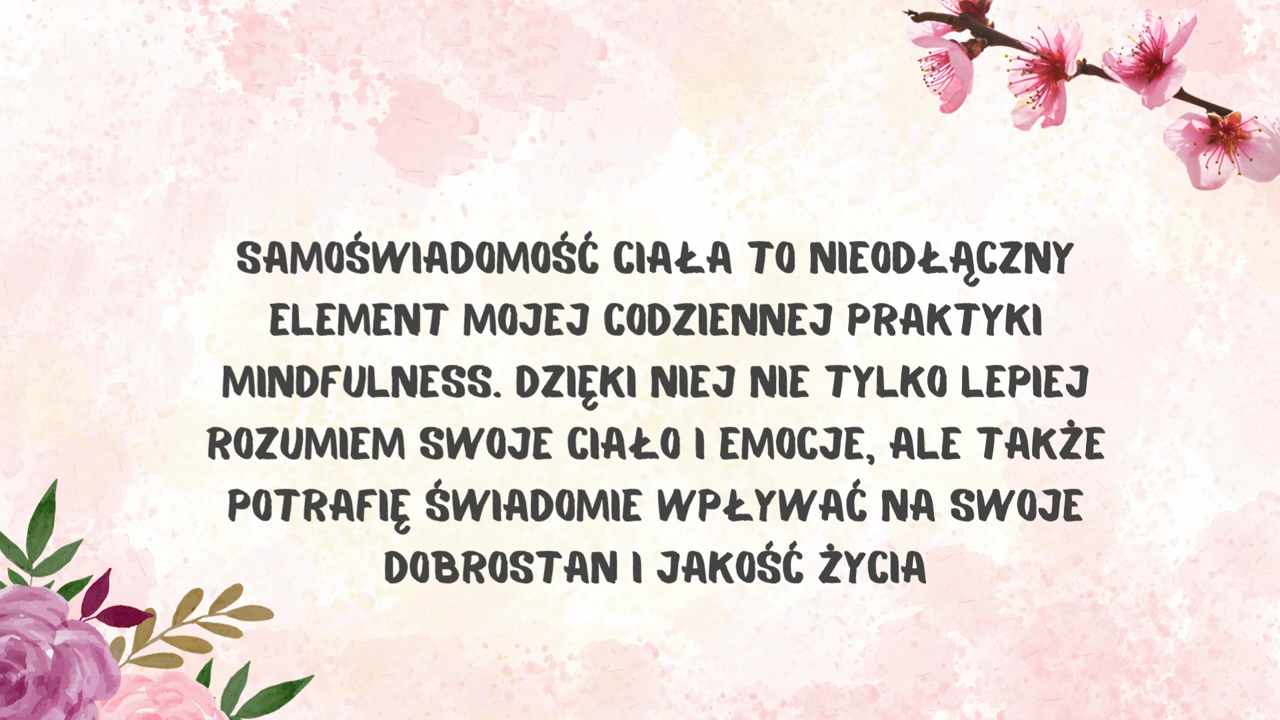 SAMOŚWIADOMOŚĆ CIAŁA TO NIEODŁĄCZNY
ELEMENT MOJEJ CODZIENNEJ PRAKTYKI
MINDFULNESS. DZIĘKI NIEJ NIE TYLKO LEPIEJ
ROZUMIEM SWOJE CIAŁO I EMOCJE, ALE TAKŻE
POTRAFIĘ ŚWIADOMIE WPŁYWAĆ NA SWOJE
DOBROSTAN I JAKOŚĆ ŻYCIA